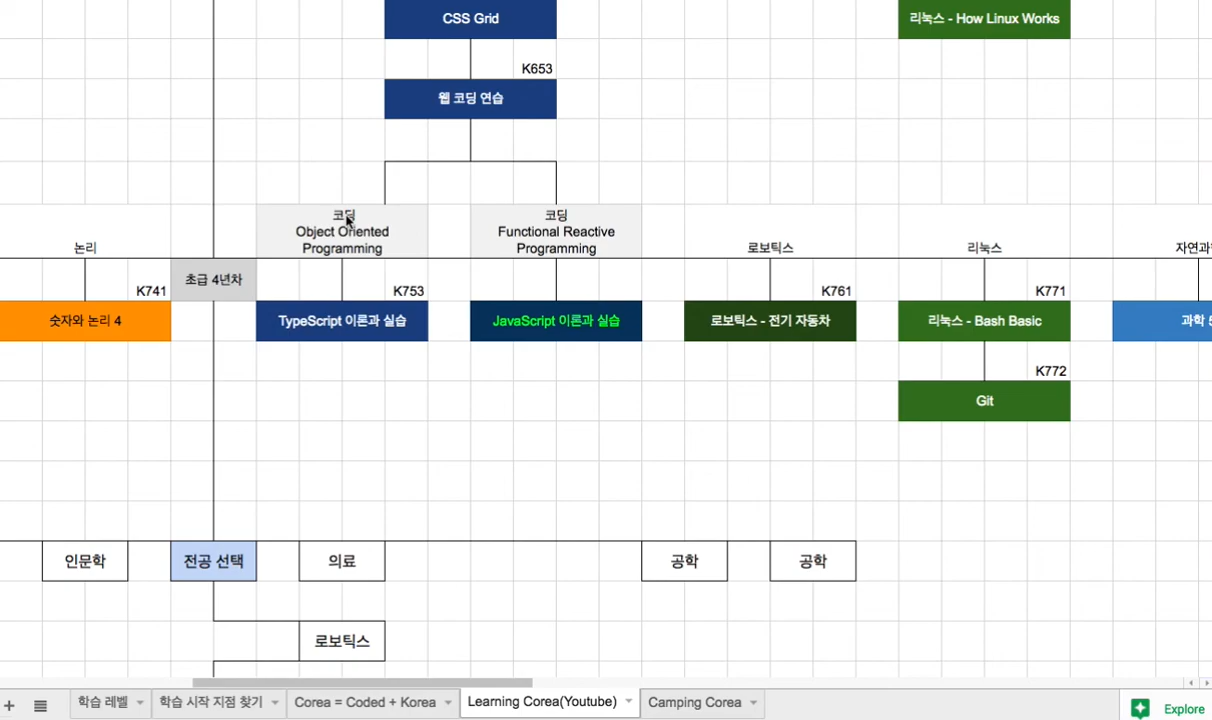 CSS Grid
리눅스 - How Linux Works
K653
웹 코딩 연습
코딩
Object Oriented
Programming
코딩
Functional Reactive
Programming
논리
로보틱스
리눅스
초급 4년차
K741
K753
K761
K771
숫자와 논리 4
TypeScript 이론과 실습
JavaScript 이론과 실습
로보틱스 - 전기 자동차
리눅스 - Bash Basic
K772
Git
인문학
전공 선택
의료
공학
공학
로보틱스
학습 레벨
학습 시작 지점 찾기
Corea = Coded + Korea
Learning Corea(Youtube)
Camping Corea
Explore